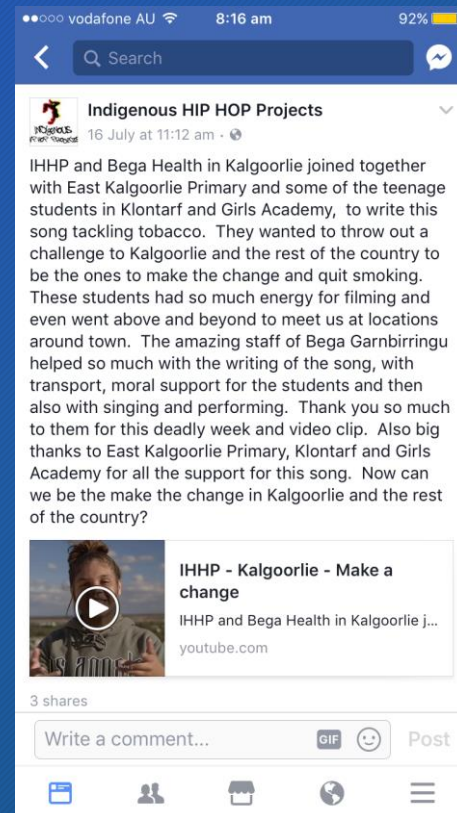 vodafone AU 8:16 am 92%
Search
Indigenous HIP HOP Projects
16 July at 11:12 am ·
IHHP and Bega Health in Kalgoorlie joined together
with East Kalgoorlie Primary and some of the teenage
students in Klontarf and Girls Academy,  to write this
song tackling tobacco.  They wanted to throw out a
challenge to Kalgoorlie and the rest of the country to
be the ones to make the change and quit smoking.
These students had so much energy for filming and
even went above and beyond to meet us at locations
around town.  The amazing staff of Bega Garnbirringu
helped so much with the writing of the song, with
transport, moral support for the students and then
also with singing and performing.  Thank you so much
to them for this deadly week and video clip.  Also big
thanks to East Kalgoorlie Primary, Klontarf and Girls
Academy for all the support for this song.  Now can
we be the make the change in Kalgoorlie and the rest
of the country?
IHHP - Kalgoorlie - Make a
change
IHHP and Bega Health in Kalgoorlie j...
youtube.com
3 shares
Write a comment...
GIF
Post